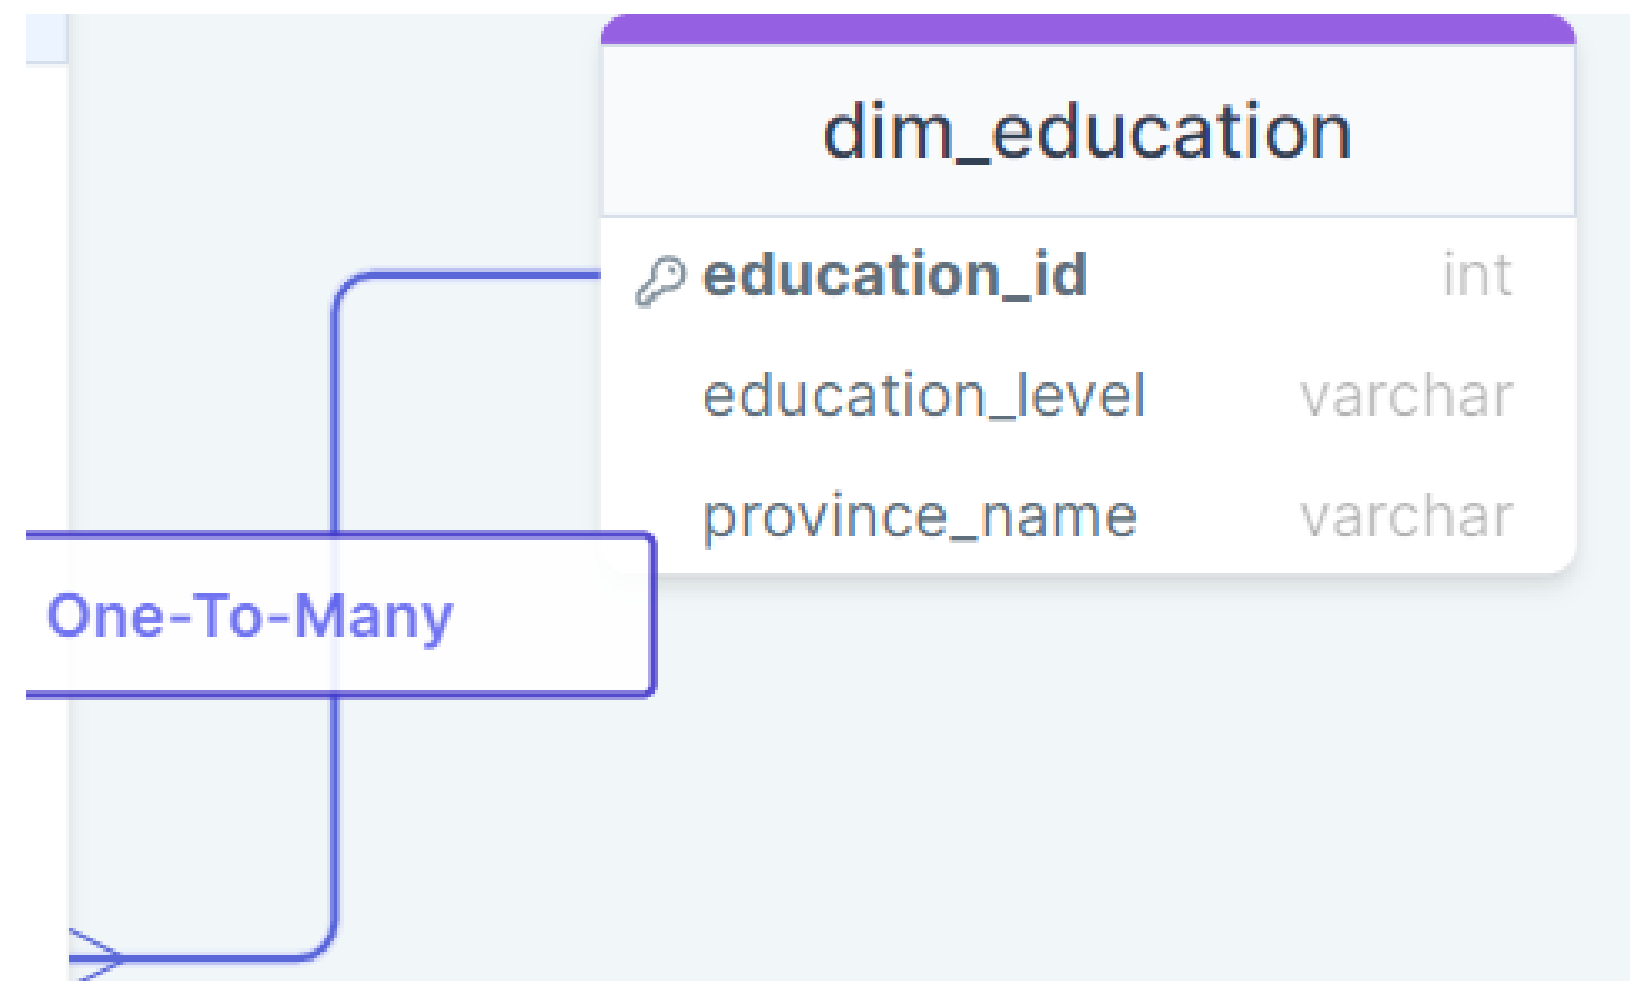 dim_education
education_id int
education_level varchar
province_name varchar
One-To-Many